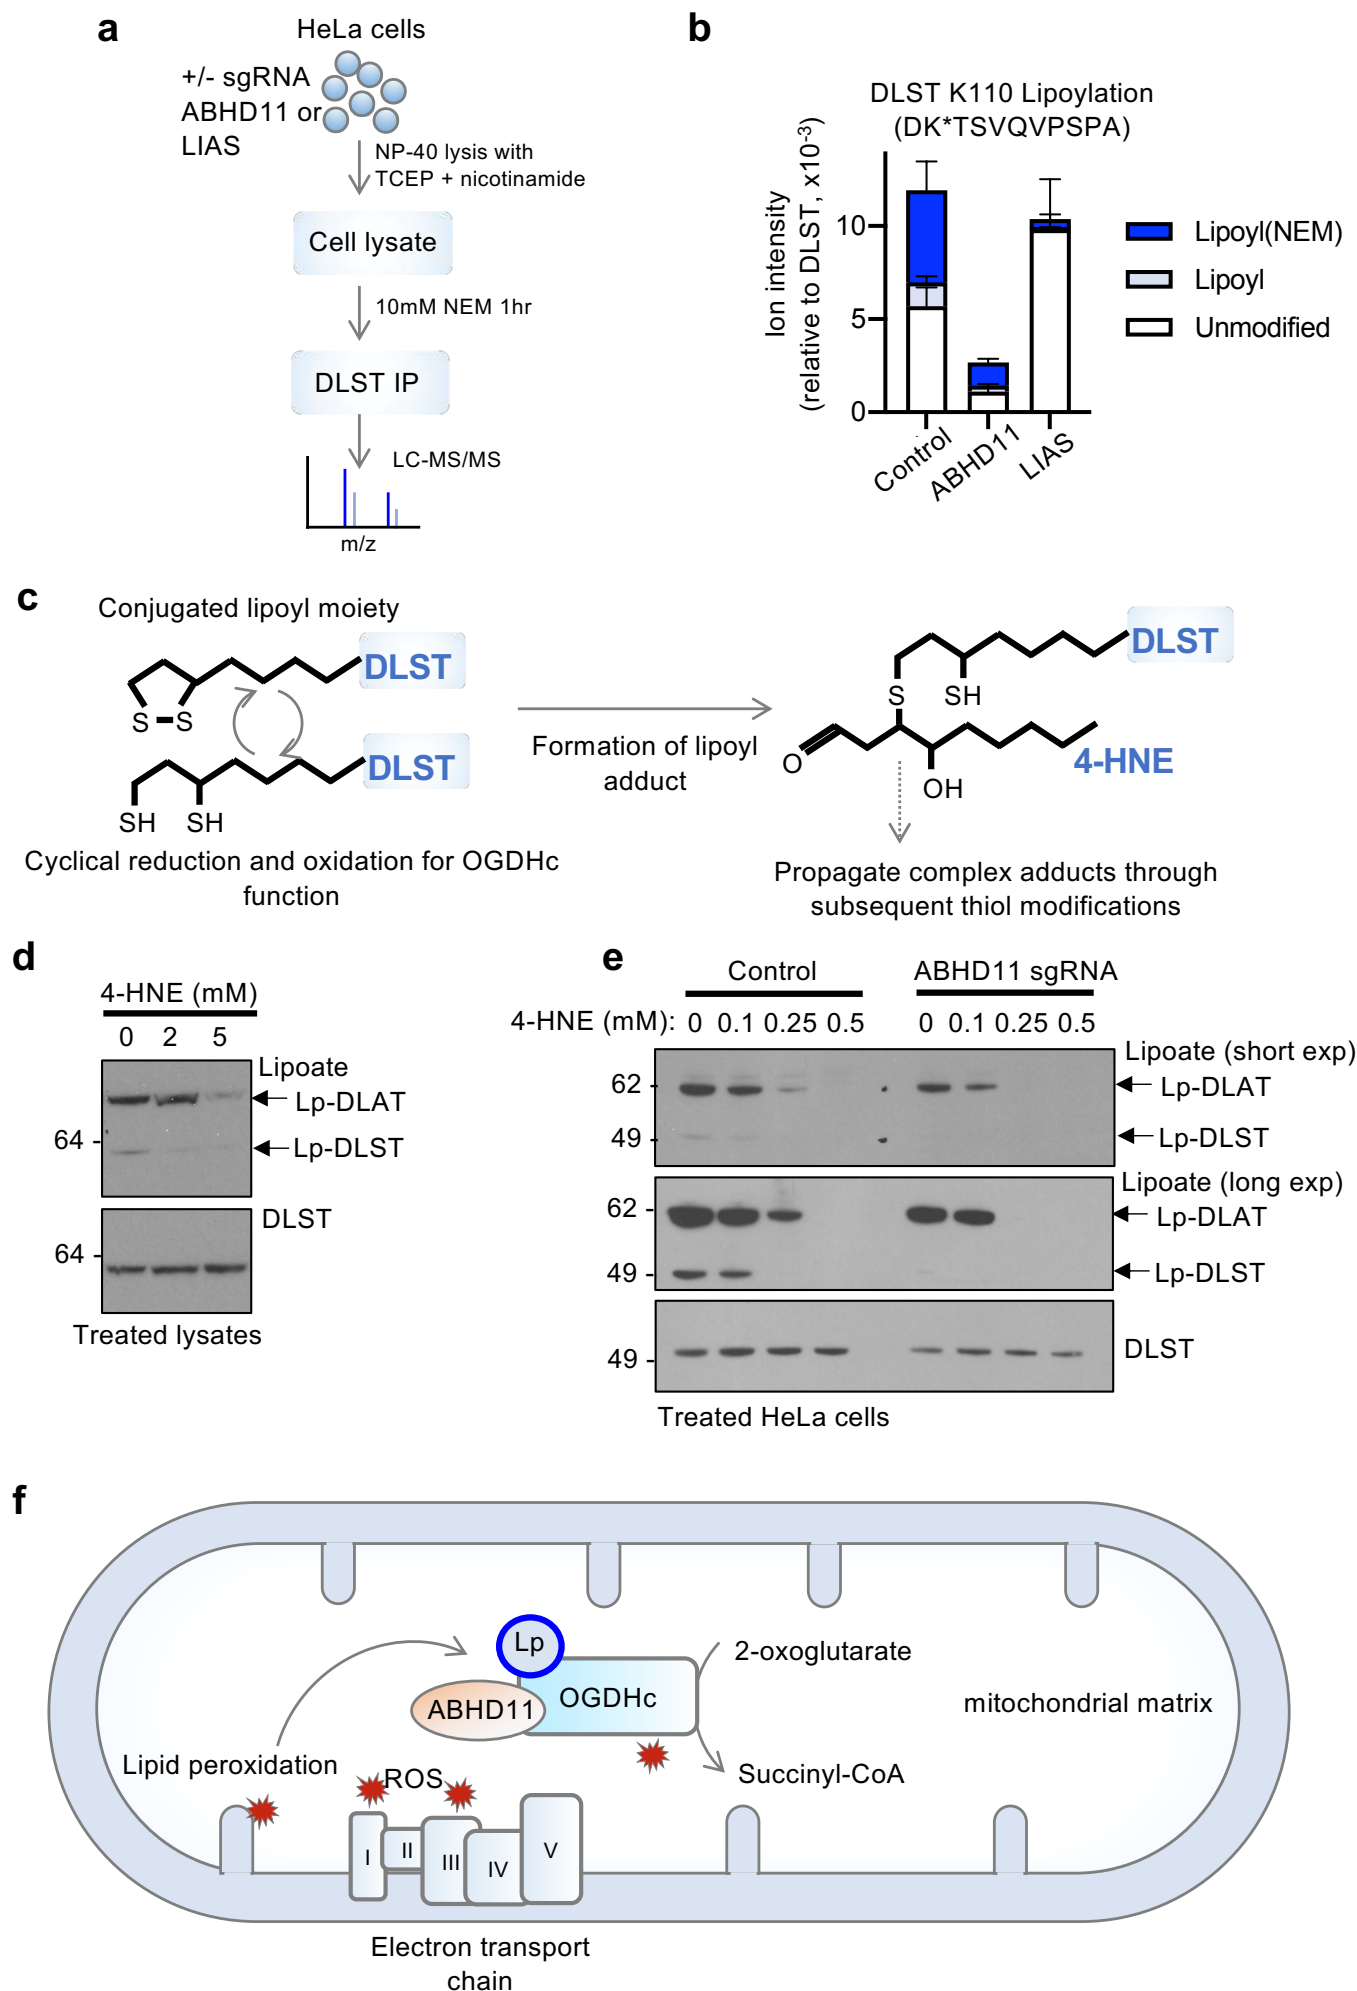 a
HeLa cells
+/- sgRNA
ABHD11 or
LIAS
NP-40 lysis with
TCEP + nicotinamide
Cell lysate
10mM NEM 1hr
DLST IP
LC-MS/MS
m/z
b
DLST K110 Lipoylation
(DK*TSVQVPSPA)
Ion intensity
(relative to DLST, x10-3)
10
5
0
Control
ABHD11
LIAS
Lipoyl(NEM)
Lipoyl
Unmodified
c
Conjugated lipoyl moiety
DLST
S
S
DLST
SH
SH
Cyclical reduction and oxidation for OGDHc
function
Formation of lipoyl
adduct
DLST
S
SH
O
OH
4-HNE
Propagate complex adducts through
subsequent thiol modifications
d
4-HNE (mM)
0 2 5
Lipoate
Lp-DLAT
64 -
Lp-DLST
DLST
64 -
Treated lysates
e
Control
ABHD11 sgRNA
4-HNE (mM): 0 0.1 0.25 0.5 0 0.1 0.25 0.5
Lipoate (short exp)
62 -
Lp-DLAT
49 -
Lp-DLST
Lipoate (long exp)
62 -
Lp-DLAT
49 -
Lp-DLST
49 -
DLST
Treated HeLa cells
f
Lp
2-oxoglutarate
OGDHc
ABHD11
mitochondrial matrix
Lipid peroxidation
ROS
Succinyl-CoA
I
II
III
IV
V
Electron transport
chain